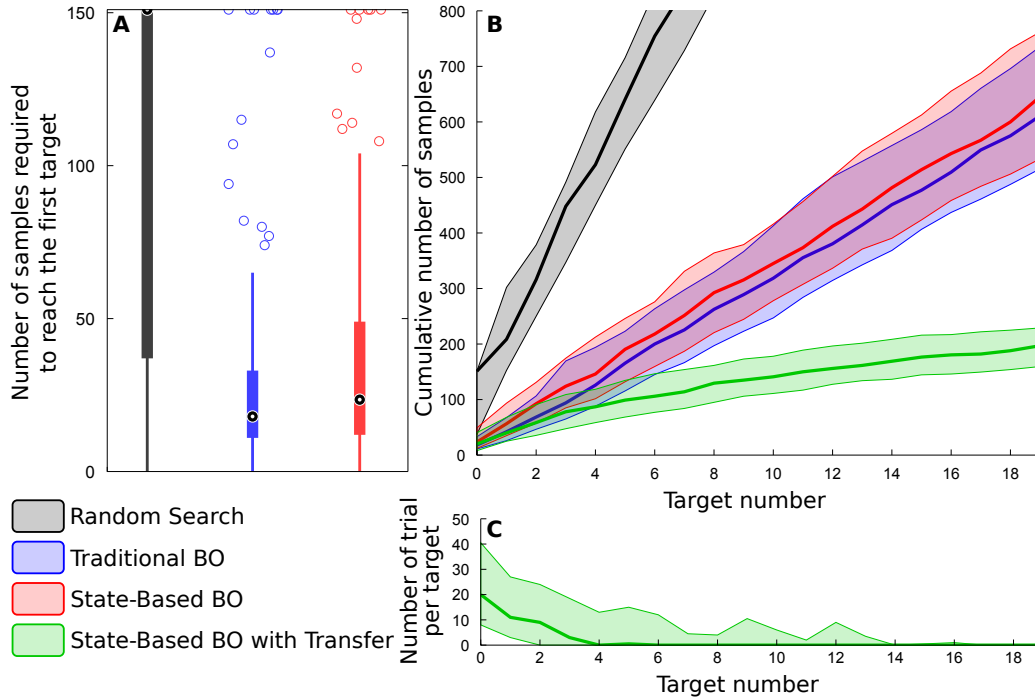 A
Number of samples required
to reach the first target
150
100
50
0
B
Cumulative number of samples
800
700
600
500
400
300
200
100
0
0 2 4 6 8 10 12 14 16 18
Target number
Random Search
Traditional BO
State-Based BO
State-Based BO with Transfer
C
Number of trial
per target
50
40
30
20
10
0
0 2 4 6 8 10 12 14 16 18
Target number